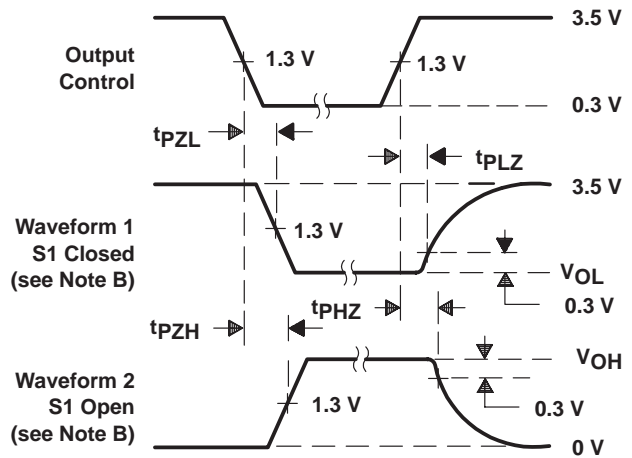 3.5 V
Output
Control
1.3 V
1.3 V
0.3 V
tPZL
tPLZ
3.5 V
Waveform 1
S1 Closed
(see Note B)
1.3 V
VOL
0.3 V
tPZH
tPHZ
VOH
Waveform 2
S1 Open
(see Note B)
1.3 V
0.3 V
0 V